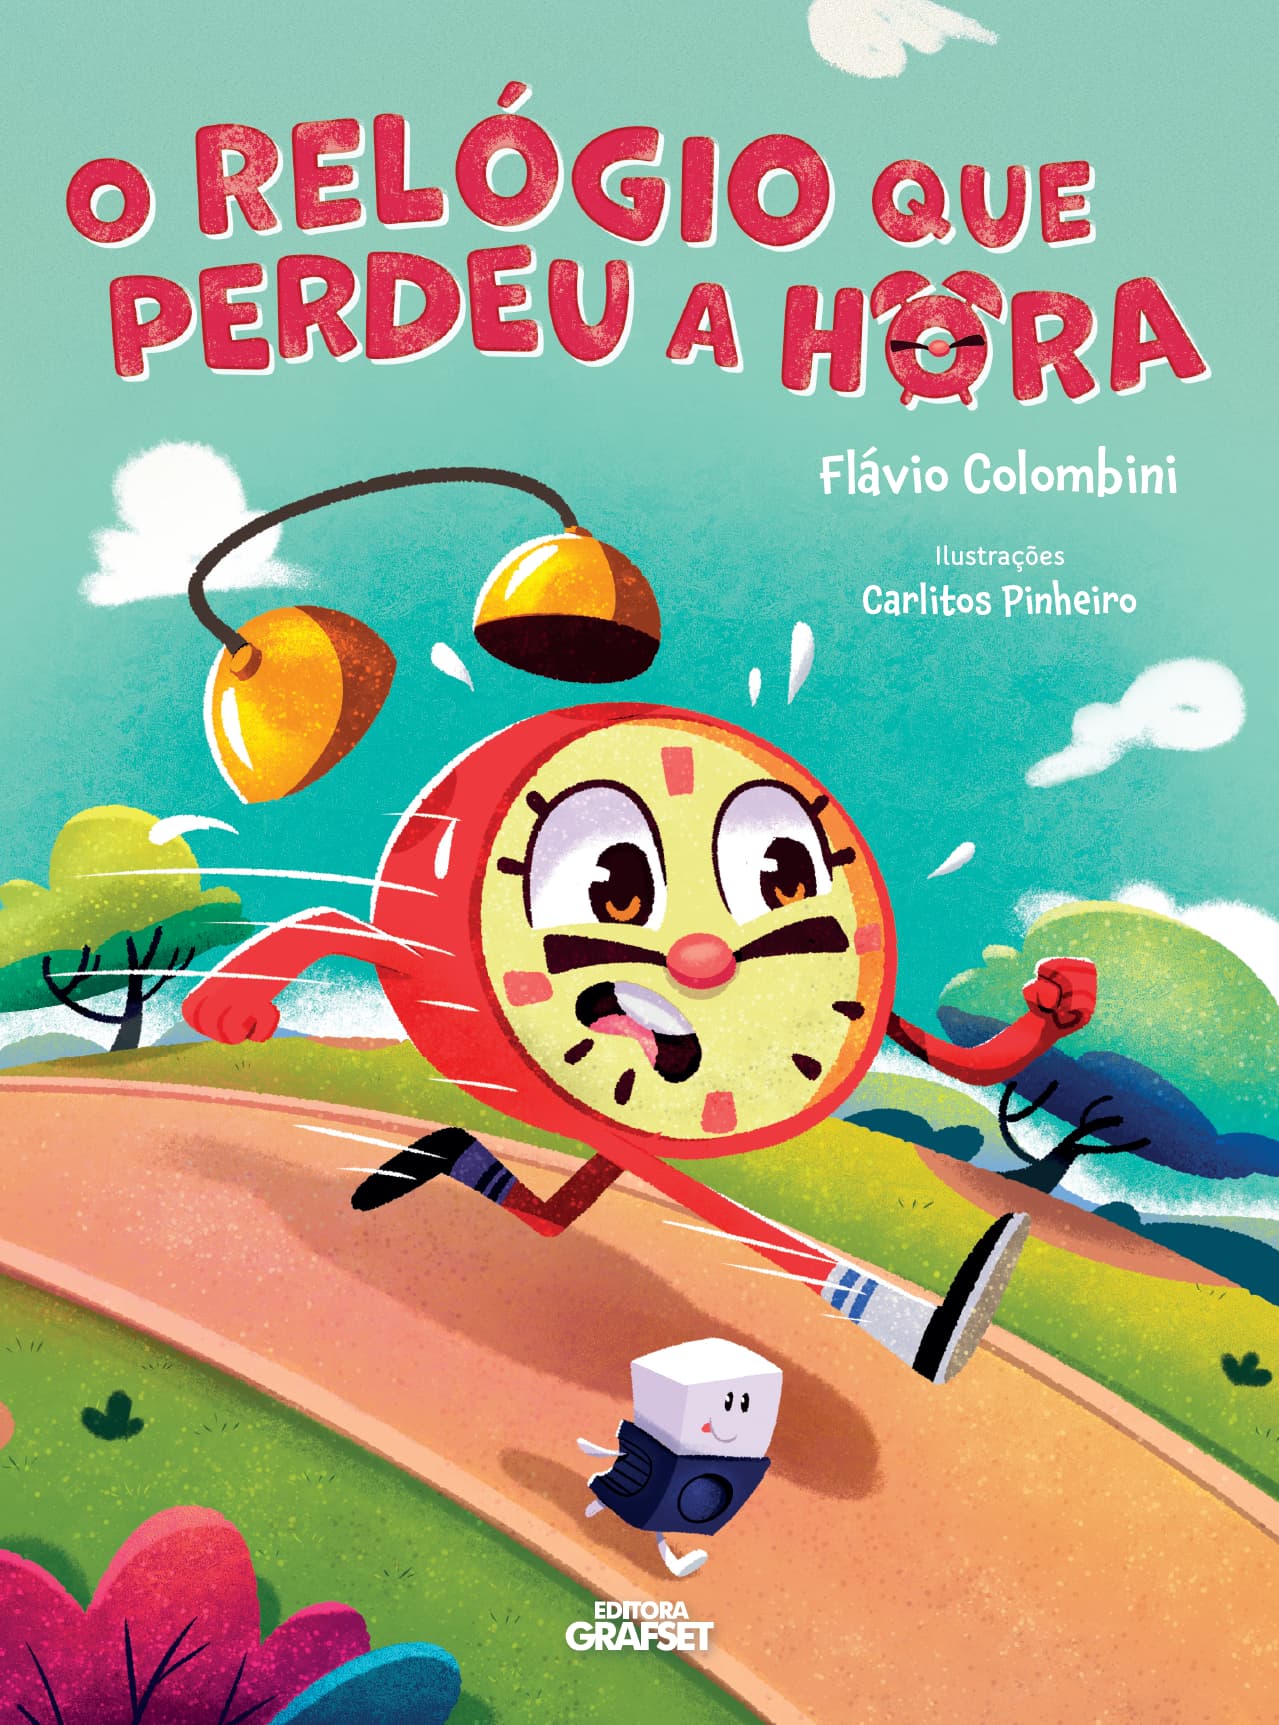 O RELÓGIO QUE
PERDEU A HORA
Flávio Colombini
Ilustrações
Carlitos Pinheiro
EDITORA
GRAFSET